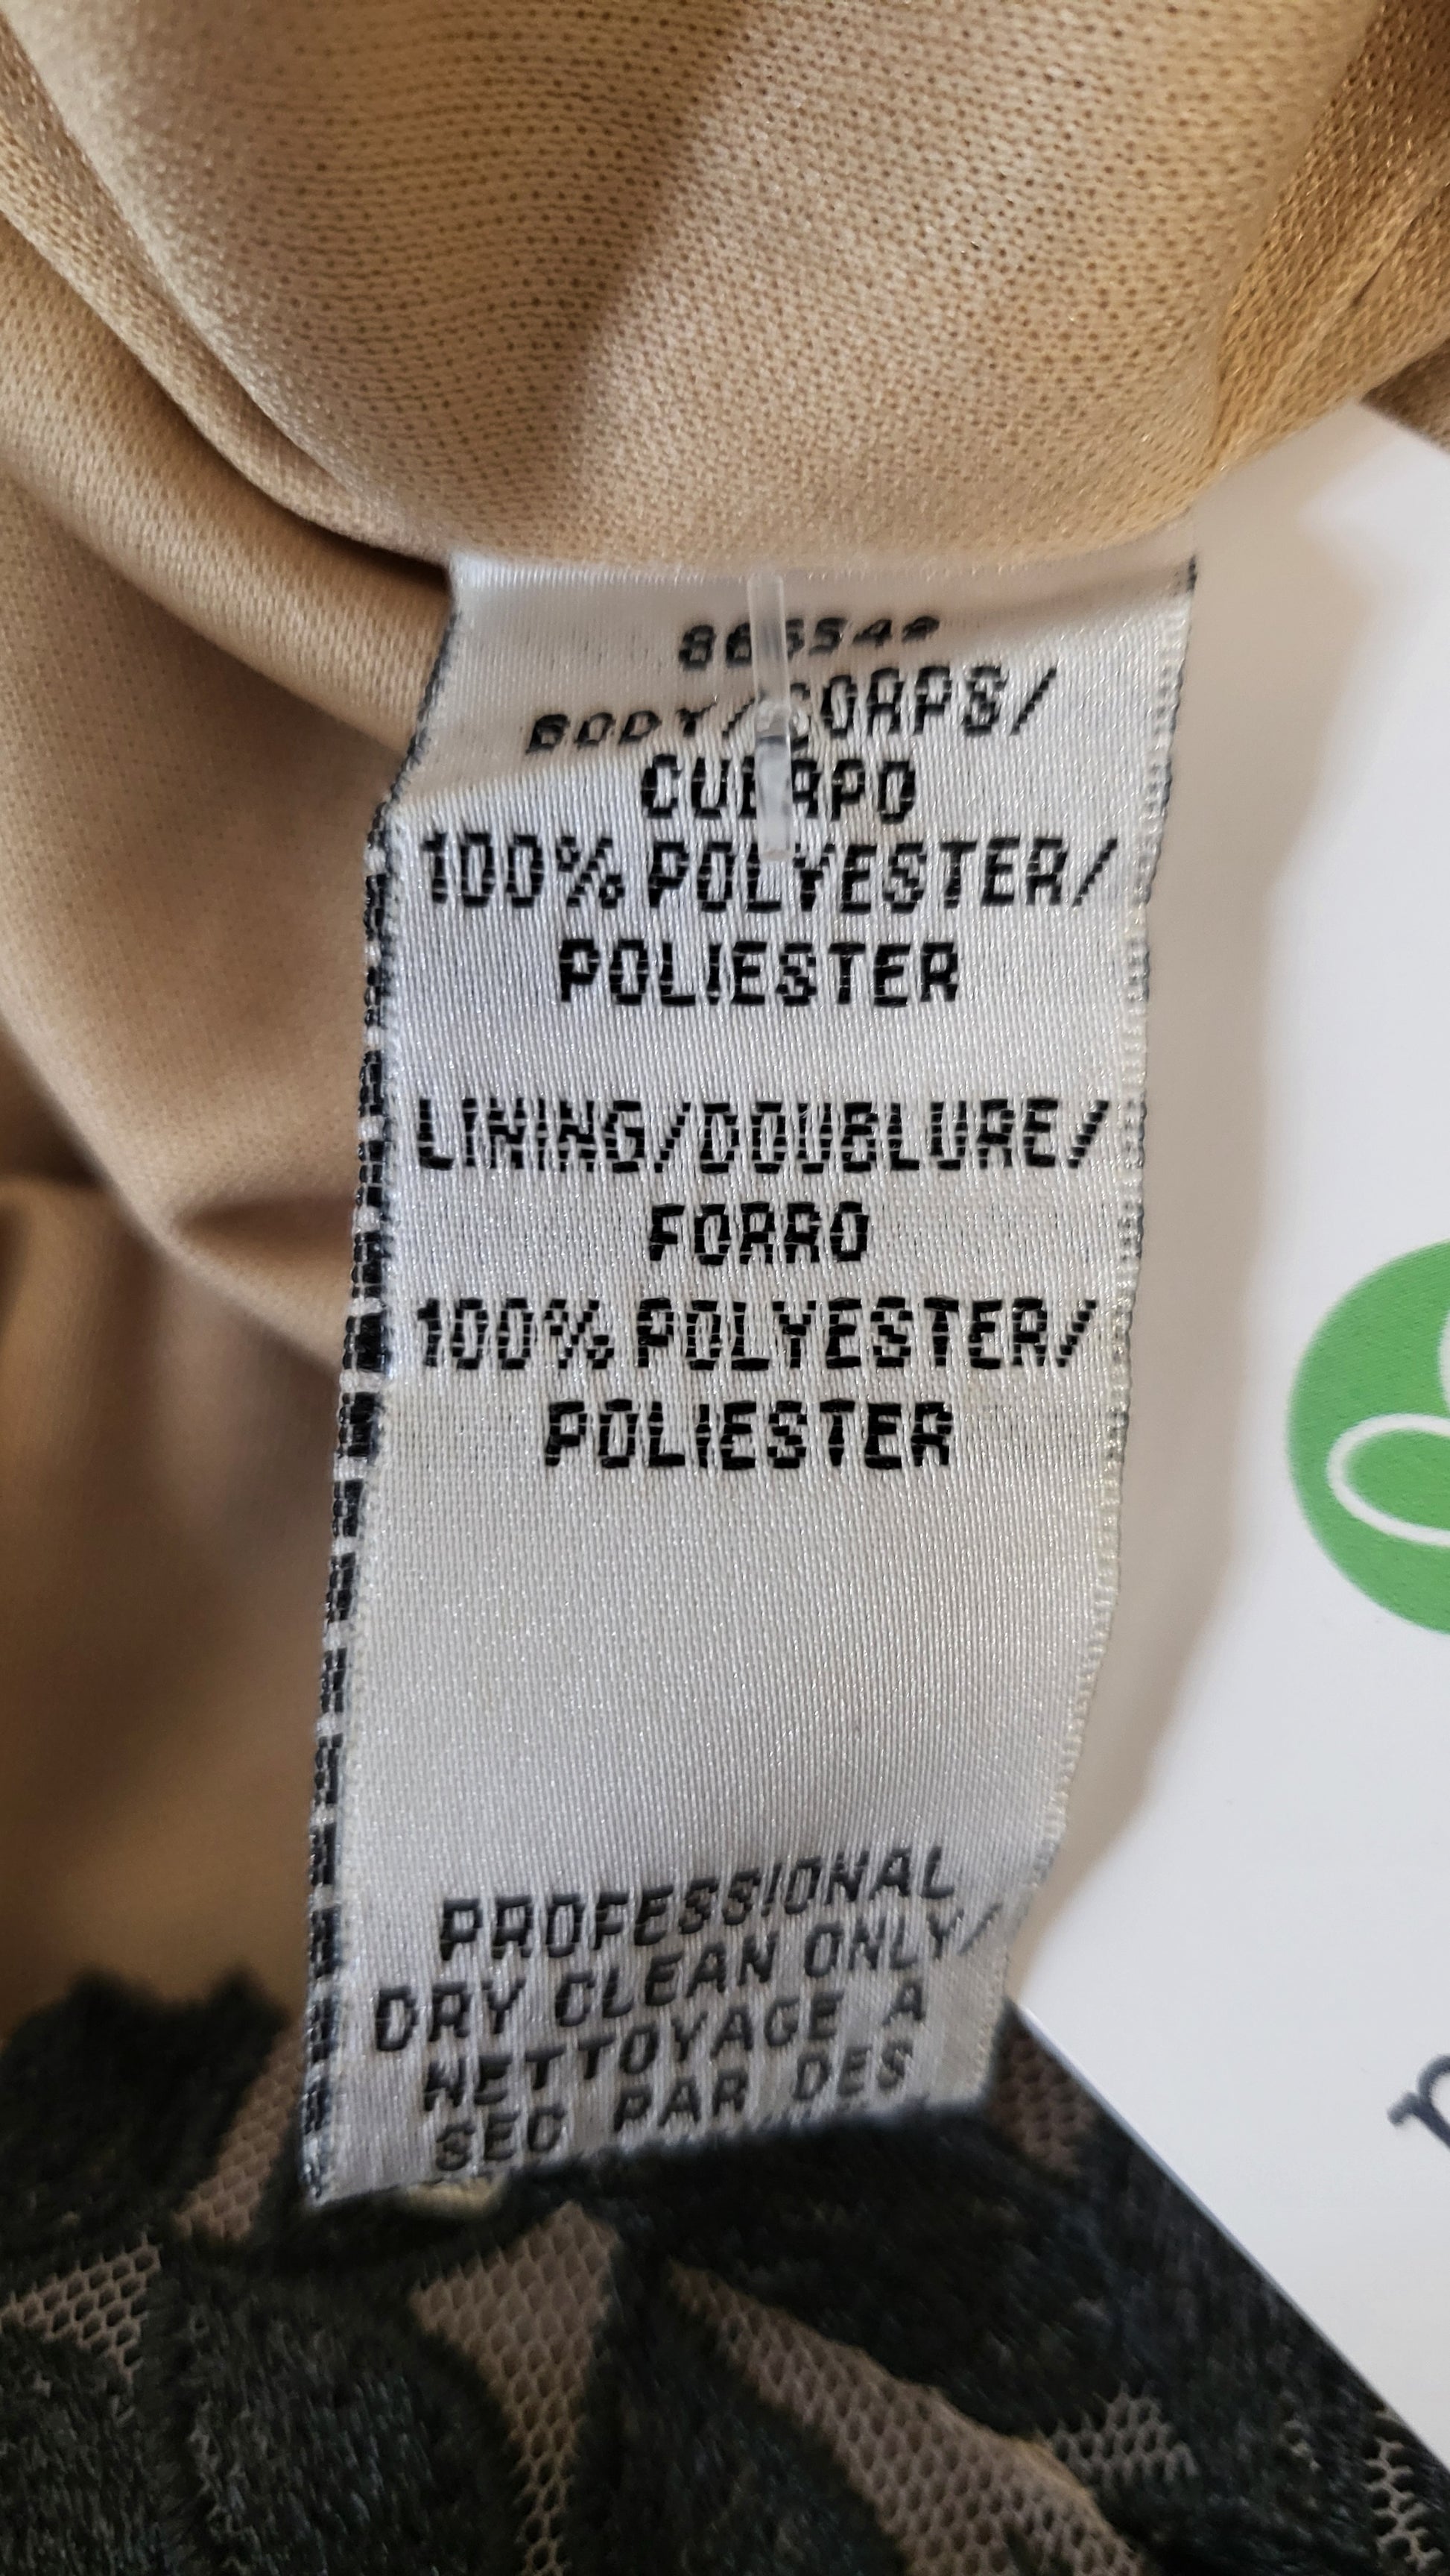 BODY/CORPS/
CUERPO
100% POLYESTER/
POLIESTER
LINING/DOUBLURE/
FORRO
100% POLYESTER/
POLIESTER
PROFESSIONAL
DRY CLEAN ONLY/
NETTOYAGE A
SEC PAR DES